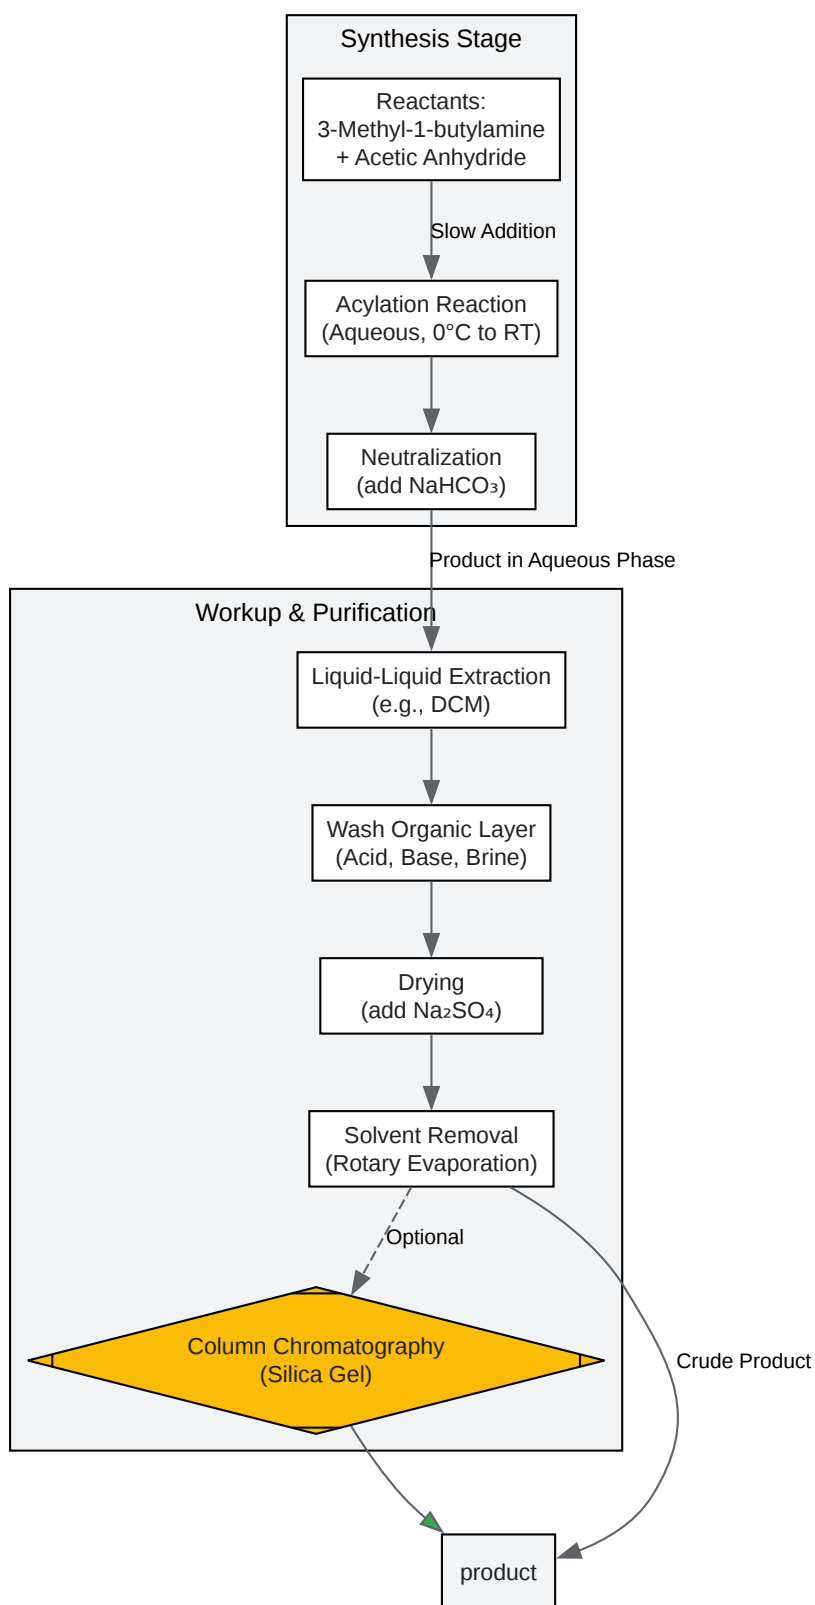 Synthesis Stage
Reactants:
3-Methyl-1-butylamine
+ Acetic Anhydride
Slow Addition
Acylation Reaction
(Aqueous, 0°C to RT)
Neutralization
(add NaHCO₃)
Product in Aqueous Phase
Workup & Purification
Liquid-Liquid Extraction
(e.g., DCM)
Wash Organic Layer
(Acid, Base, Brine)
Drying
(add Na₂SO₄)
Solvent Removal
(Rotary Evaporation)
Optional
Column Chromatography
(Silica Gel)
Crude Product
product